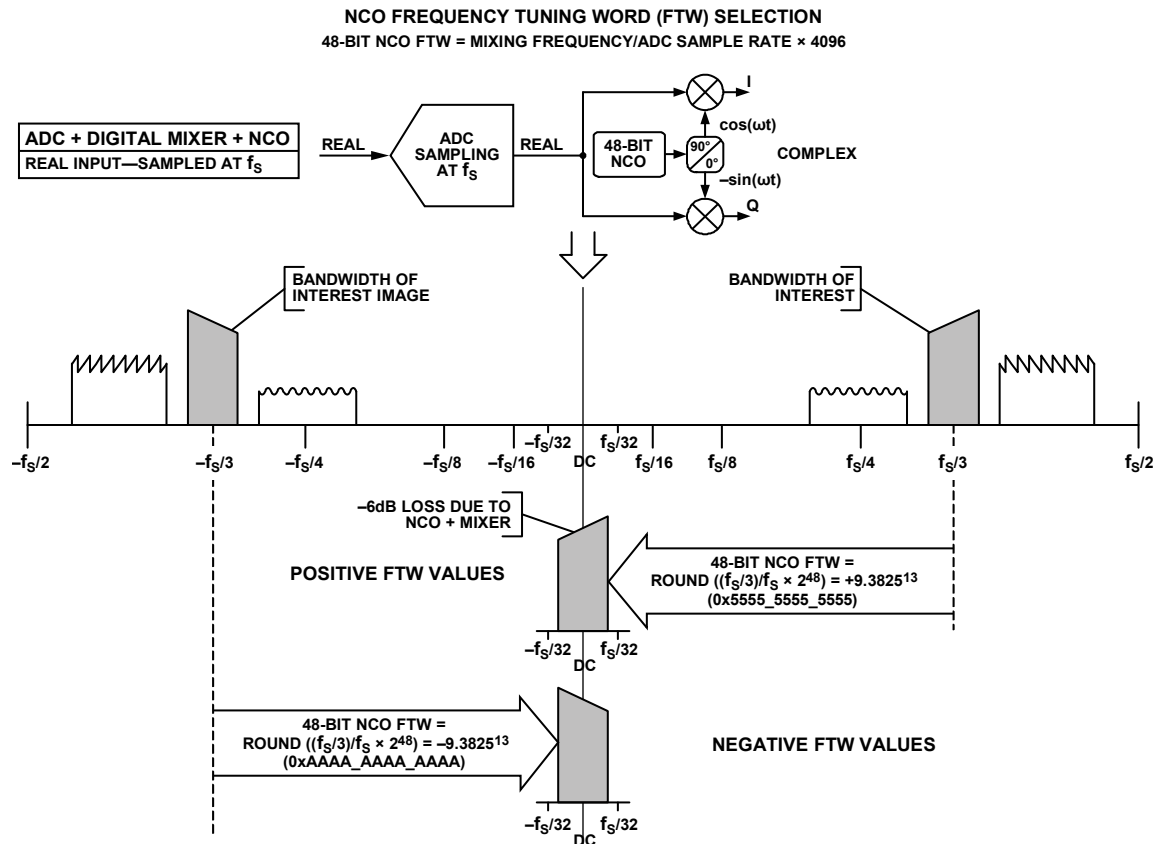 NCO FREQUENCY TUNING WORD (FTW) SELECTION
48-BIT NCO FTW = MIXING FREQUENCY/ADC SAMPLE RATE × 4096
ADC + DIGITAL MIXER + NCO
REAL INPUT—SAMPLED AT fS
REAL
ADC
SAMPLING
AT fS
REAL
48-BIT
NCO
90°
0°
I
cos(ωt)
COMPLEX
–sin(ωt)
Q
BANDWIDTH OF
INTEREST IMAGE
BANDWIDTH OF
INTEREST
–fS/2
–fS/3
–fS/4
–fS/8
–fS/16
–fS/32
DC
fS/32
fS/16
fS/8
fS/4
fS/3
fS/2
–6dB LOSS DUE TO
NCO + MIXER
POSITIVE FTW VALUES
48-BIT NCO FTW =
ROUND ((fS/3)/fS × 2^48) = +9.3825^13
(0x5555_5555_5555)
–fS/32
DC
fS/32
48-BIT NCO FTW =
ROUND ((fS/3)/fS × 2^48) = –9.3825^13
(0xAAAA_AAAA_AAAA)
NEGATIVE FTW VALUES
–fS/32
DC
fS/32